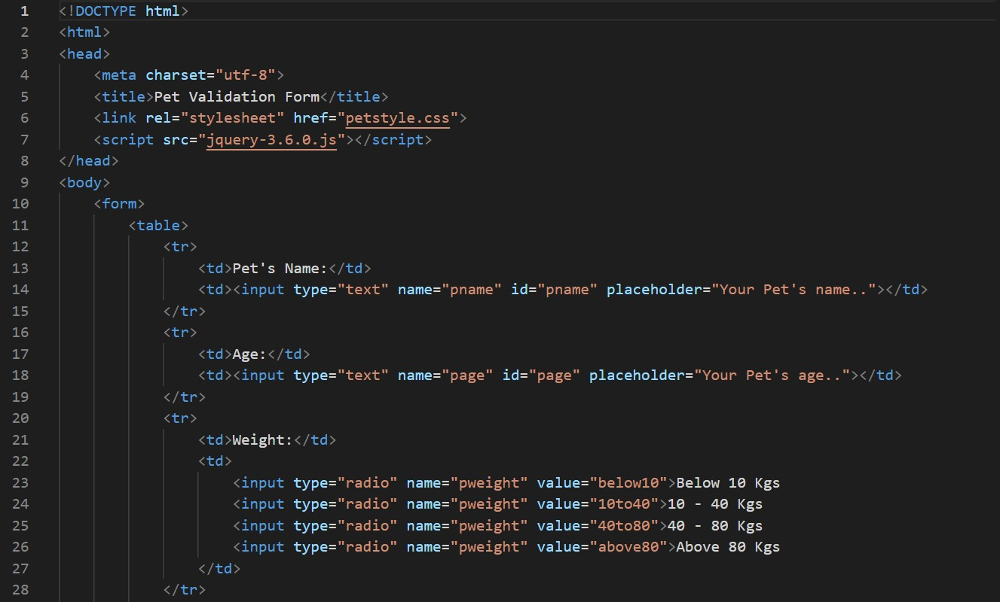 1 <!DOCTYPE html>
2 <html>
3 <head>
4     <meta charset="utf-8">
5     <title>Pet Validation Form</title>
6     <link rel="stylesheet" href="petstyle.css">
7     <script src="jquery-3.6.0.js"></script>
8 </head>
9 <body>
10     <form>
11         <table>
12             <tr>
13                 <td>Pet's Name:</td>
14                 <td><input type="text" name="pname" id="pname" placeholder="Your Pet's name.."></td>
15             </tr>
16             <tr>
17                 <td>Age:</td>
18                 <td><input type="text" name="page" id="page" placeholder="Your Pet's age.."></td>
19             </tr>
20             <tr>
21                 <td>Weight:</td>
22                 <td>
23                     <input type="radio" name="pweight" value="below10">Below 10 Kgs
24                     <input type="radio" name="pweight" value="10to40">10 - 40 Kgs
25                     <input type="radio" name="pweight" value="40to80">40 - 80 Kgs
26                     <input type="radio" name="pweight" value="above80">Above 80 Kgs
27                 </td>
28             </tr>